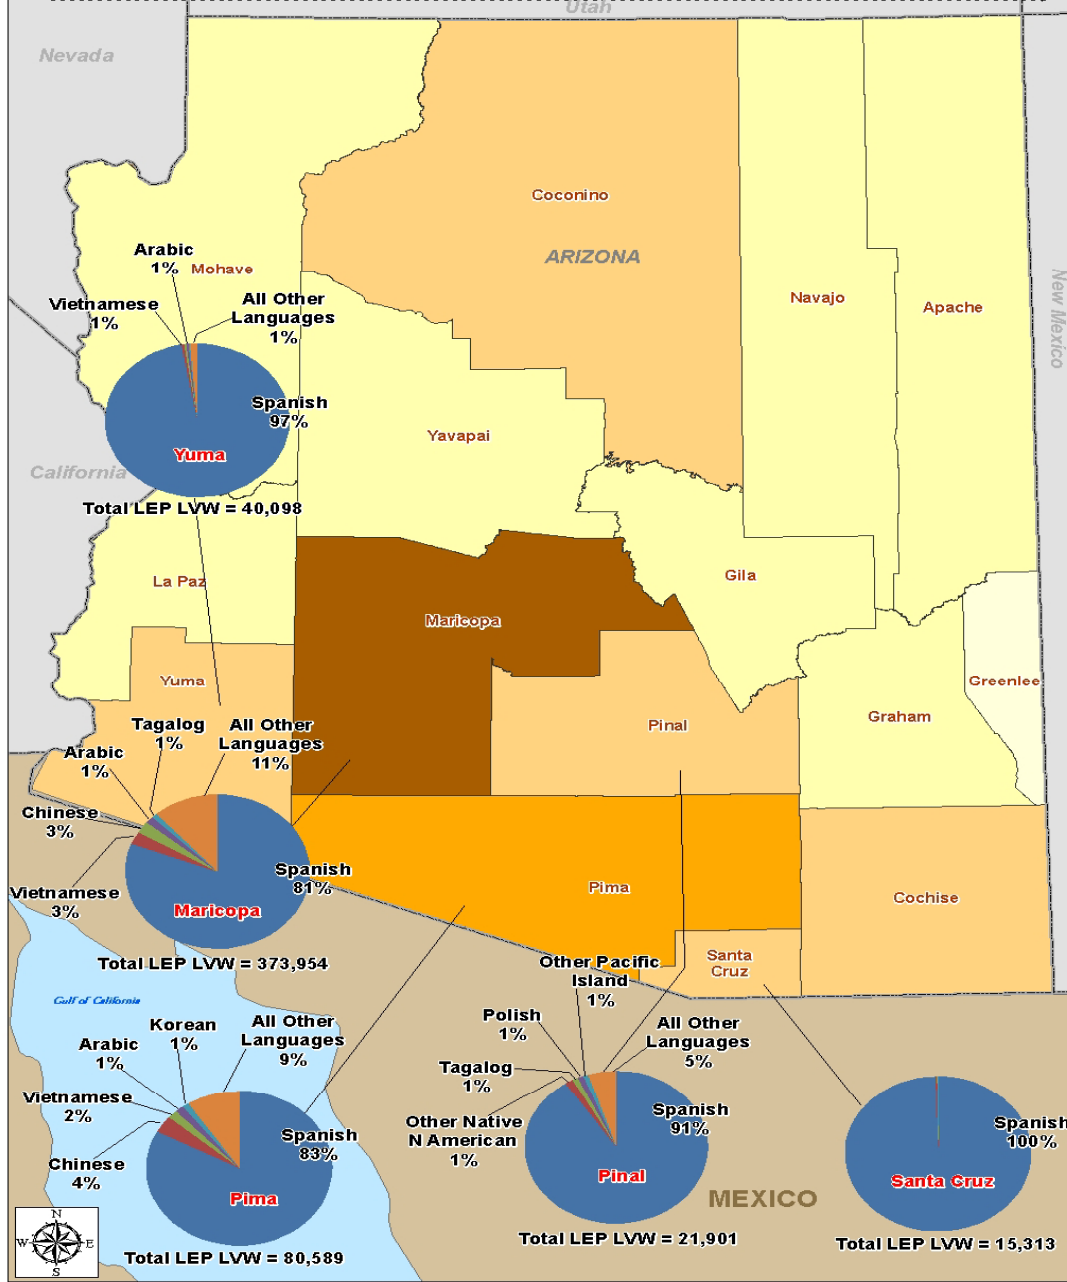 Utah
Nevada
Coconino
ARIZONA
Arabic
1%
Mohave
Vietnamese
1%
All Other
Languages
1%
Navajo
Apache
New Mexico
Spanish
97%
Yuma
Yavapai
California
Total LEP LVW = 40,098
La Paz
Gila
Maricopa
Yuma
Greenlee
Graham
Pinal
Tagalog
1%
All Other
Languages
11%
Arabic
1%
Chinese
3%
Spanish
81%
Vietnamese
3%
Maricopa
Pima
Cochise
Total LEP LVW = 373,954
Santa
Cruz
Other Pacific
Island
1%
Gulf of California
Korean
1%
All Other
Languages
9%
Arabic
1%
Vietnamese
2%
Chinese
4%
Spanish
83%
Pima
Total LEP LVW = 80,589
Polish
1%
All Other
Languages
5%
Tagalog
1%
Other Native
N American
1%
Spanish
91%
Pinal
Total LEP LVW = 21,901
Spanish
100%
Santa Cruz
Total LEP LVW = 15,313
MEXICO
N
W
E
S